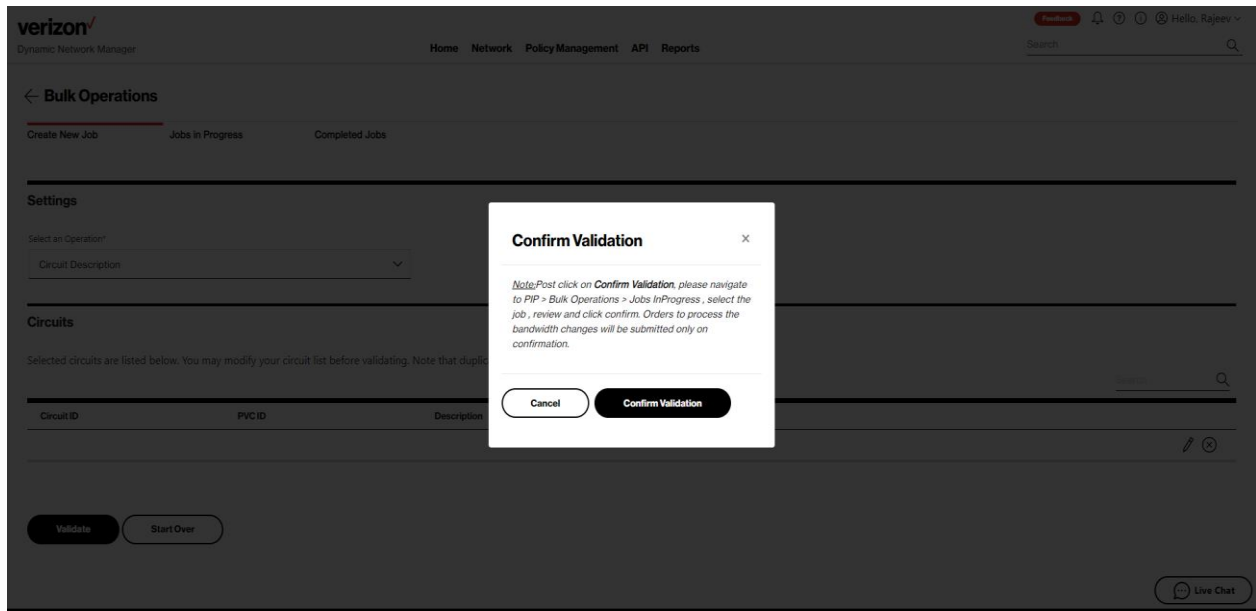 verizon✓
Feedback
Hello, Rajeev
Dynamic Network Manager
Home Network Policy Management API Reports
Search
← Bulk Operations
Create New Job Jobs in Progress Completed Jobs
Settings
Select an Operation*
Circuit Description
Circuits
Selected circuits are listed below. You may modify your circuit list before validating. Note that duplic
Search
Circuit ID PVC ID Description
Validate Start Over
Confirm Validation ×
Note:Post click on Confirm Validation, please navigate
to PIP > Bulk Operations > Jobs InProgress , select the
job , review and click confirm. Orders to process the
bandwidth changes will be submitted only on
confirmation.
Cancel Confirm Validation
Live Chat